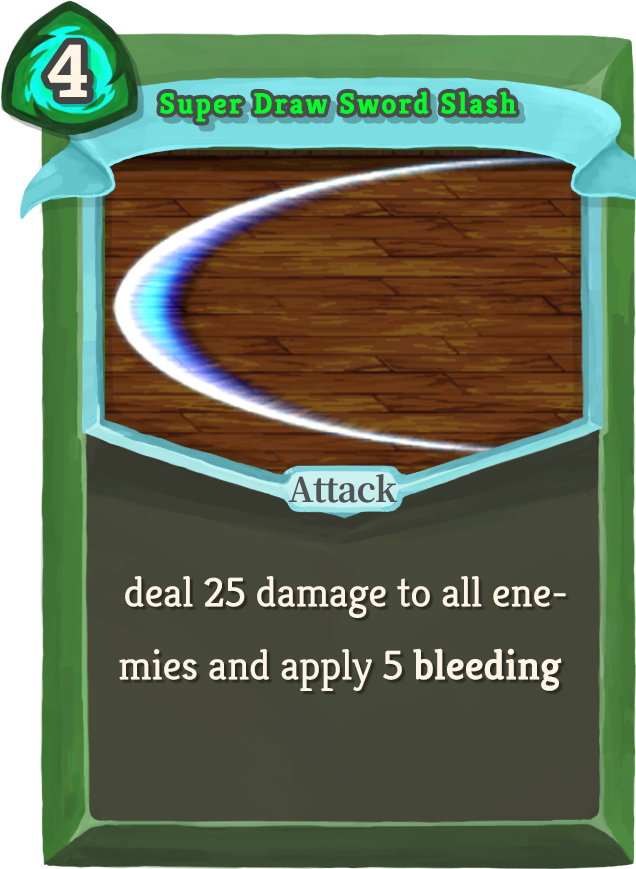 4
Super Draw Sword Slash
Attack
deal 25 damage to all ene-
mies and apply 5 bleeding